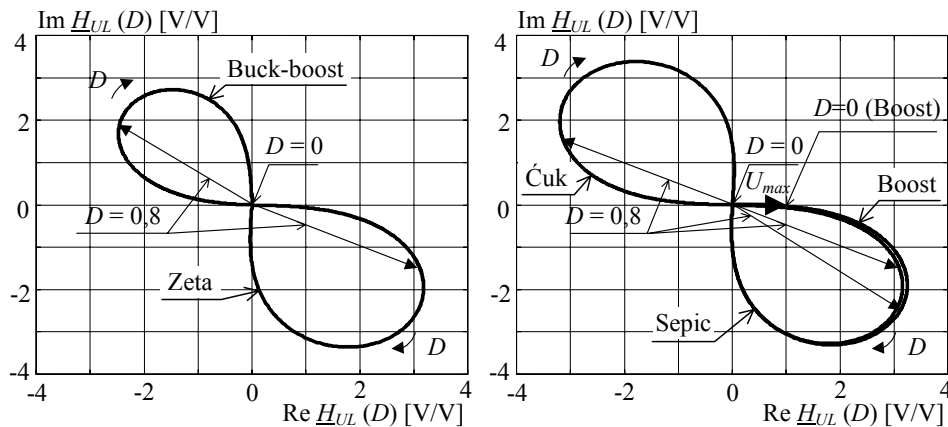 Im H_UL (D) [V/V]
4
2
0
-2
-4
-4
-2
0
2
4
Re H_UL (D) [V/V]
D
Buck-boost
D = 0
D = 0,8
Zeta
D
Im H_UL (D) [V/V]
4
2
0
-2
-4
-4
-2
0
2
4
Re H_UL (D) [V/V]
D
D=0 (Boost)
D = 0
U_max
Ćuk
Boost
D = 0,8
Sepic
D